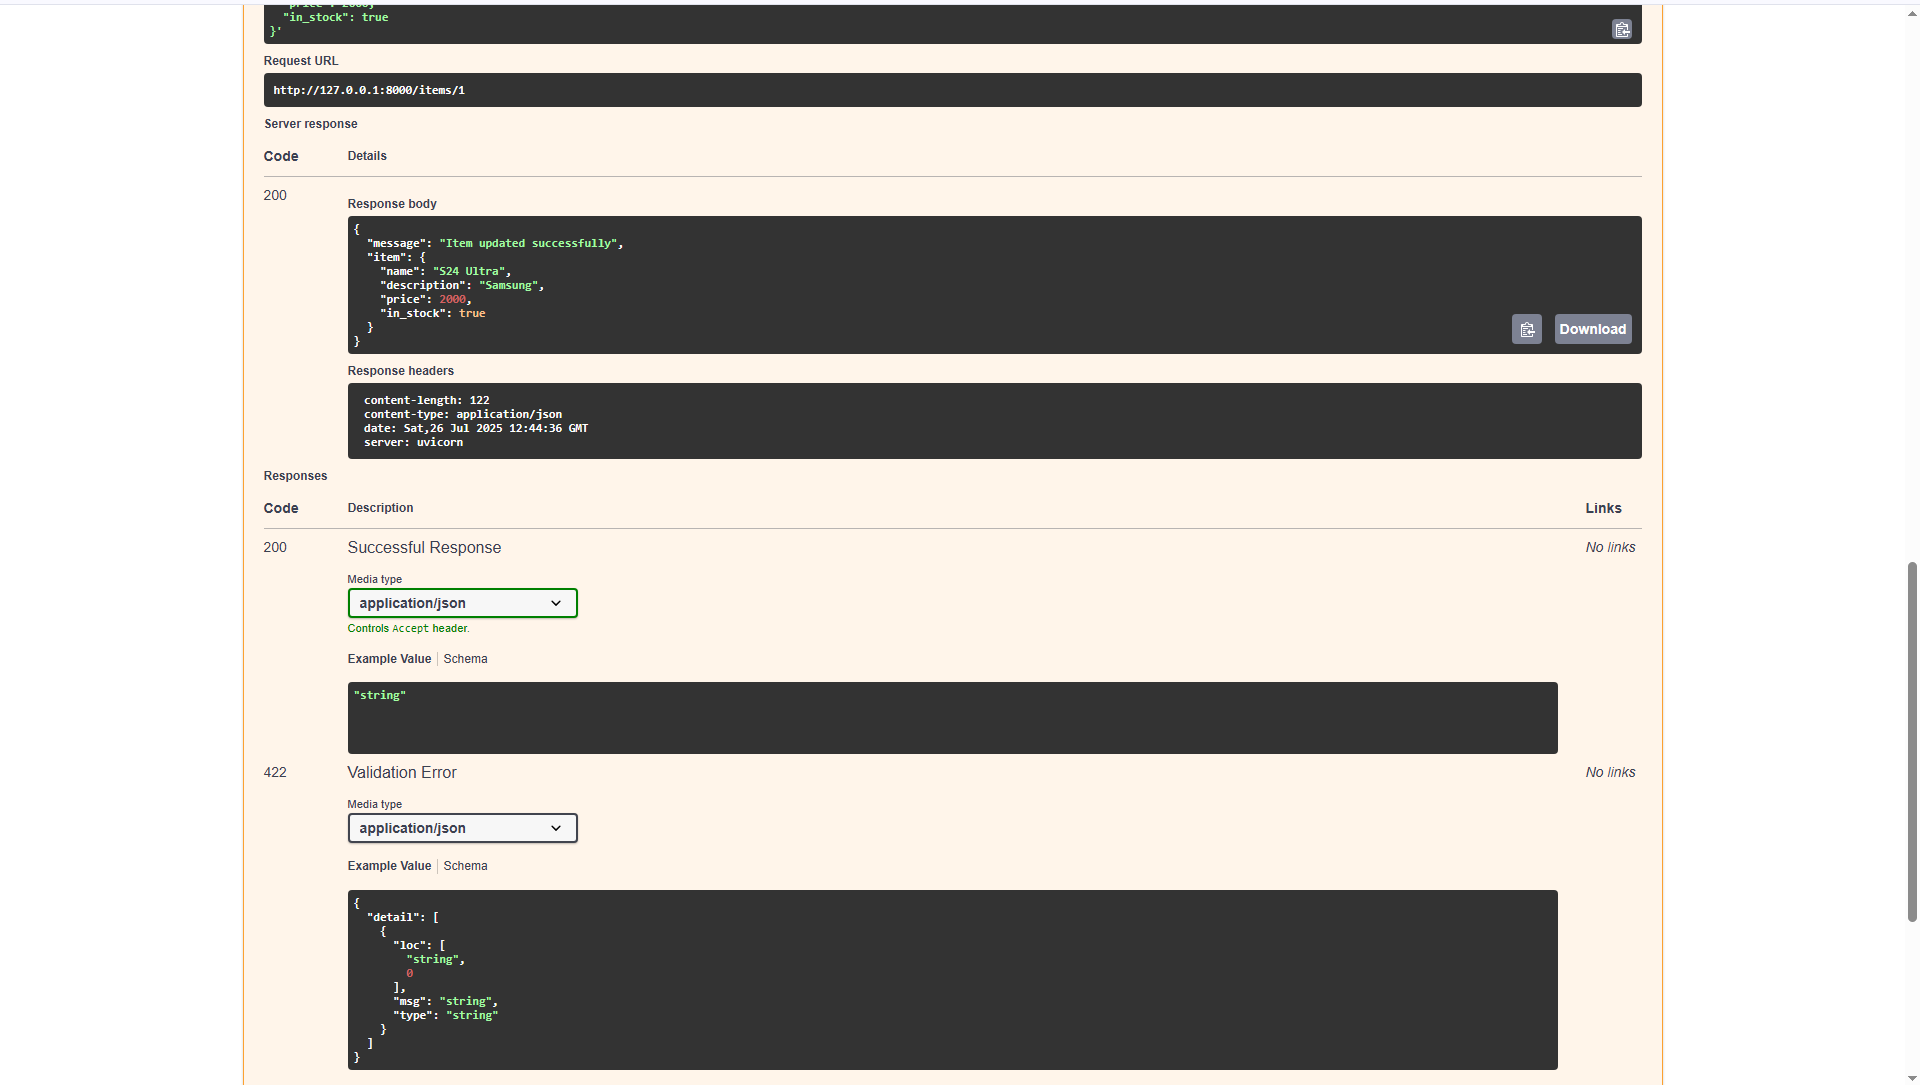 "price": 2000,
"in_stock": true
}'
Request URL
http://127.0.0.1:8000/items/1
Server response
Code Details
200
Response body
{
"message": "Item updated successfully",
"item": {
"name": "S24 Ultra",
"description": "Samsung",
"price": 2000,
"in_stock": true
}
}
Download
Response headers
content-length: 122
content-type: application/json
date: Sat,26 Jul 2025 12:44:36 GMT
server: uvicorn
Responses
Code Description Links
200 Successful Response No links
Media type
application/json
Controls Accept header.
Example Value Schema
"string"
422 Validation Error No links
Media type
application/json
Example Value Schema
{
"detail": [
{
"loc": [
"string",
0
],
"msg": "string",
"type": "string"
}
]
}